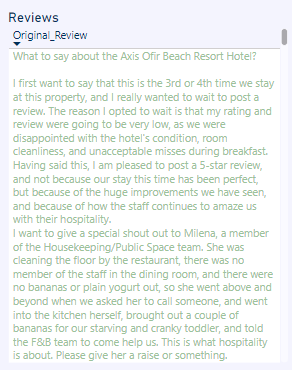 Reviews
Original_Review
What to say about the Axis Ofir Beach Resort Hotel?
I first want to say that this is the 3rd or 4th time we stay
at this property, and I really wanted to wait to post a
review. The reason I opted to wait is that my rating and
review were going to be very low, as we were
disappointed with the hotel's condition, room
cleanliness, and unacceptable misses during breakfast.
Having said this, I am pleased to post a 5-star review,
and not because our stay this time has been perfect,
but because of the huge improvements we have seen,
and because of how the staff continues to amaze us
with their hospitality.
I want to give a special shout out to Milena, a member
of the Housekeeping/Public Space team. She was
cleaning the floor by the restaurant, there was no
member of the staff in the dining room, and there were
no bananas or plain yogurt out, so she went above and
beyond when we asked her to call someone, and went
into the kitchen herself, brought out a couple of
bananas for our starving and cranky toddler, and told
the F&B team to come help us. This is what hospitality
is about. Please give her a raise or something.